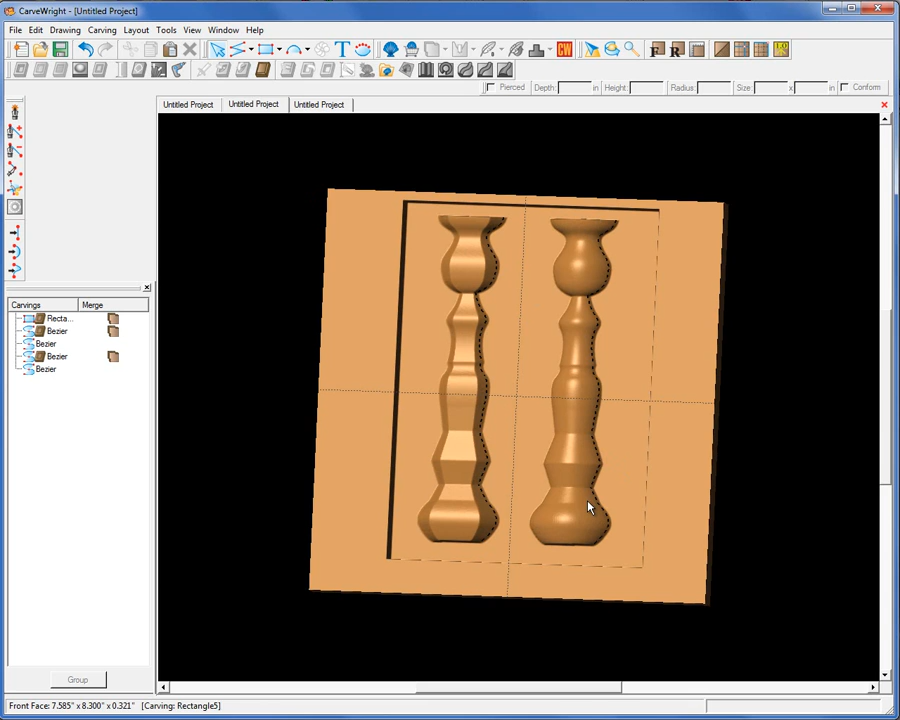 CarveWright - [Untitled Project]
File Edit Drawing Carving Layout Tools View Window Help
T CW F R
Pierced Depth: in Height: Radius: in Size: x in Conform
Untitled Project Untitled Project Untitled Project
Carvings Merge
Recta...
Bezier
Bezier
Bezier
Bezier
Group
Front Face: 7.585" x 8.300" x 0.321" [Carving: Rectangle5]